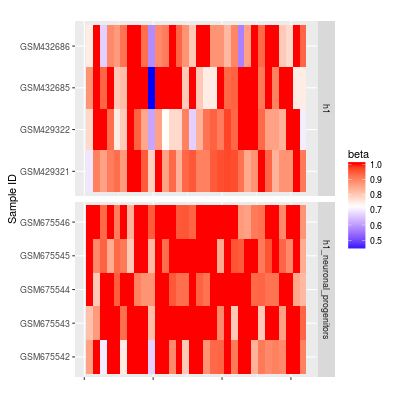 GSM432686
GSM432685
GSM429322
GSM429321
h1
GSM675546
GSM675545
GSM675544
GSM675543
GSM675542
h1_neuronal_progenitors
Sample ID
beta
1.0
0.9
0.8
0.7
0.6
0.5